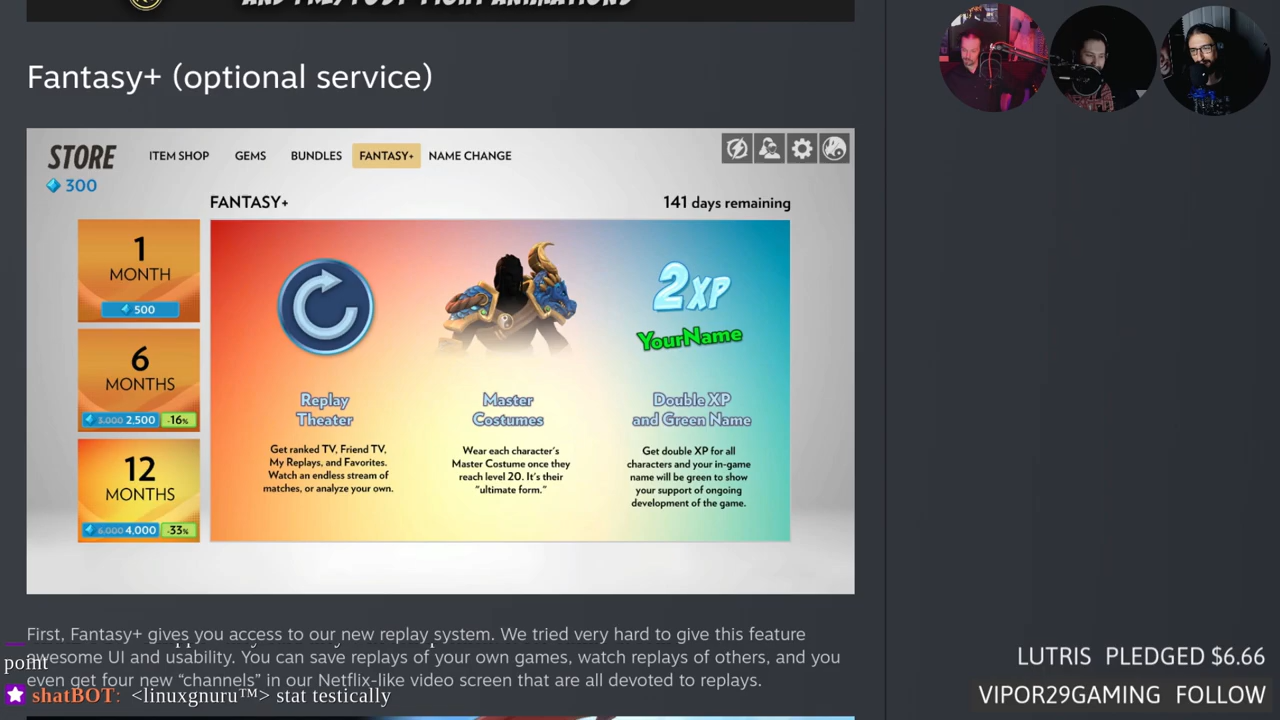 AND PRE/POST-FIGHT ANIMATIONS
Fantasy+ (optional service)
STORE
ITEM SHOP
GEMS
BUNDLES
FANTASY+
NAME CHANGE
300
FANTASY+
141 days remaining
1
MONTH
500
6
MONTHS
3,000 2,500 -16%
12
MONTHS
6,000 4,000 -33%
Replay
Theater
Get ranked TV, Friend TV,
My Replays, and Favorites.
Watch an endless stream of
matches, or analyze your own.
Master
Costumes
Wear each character's
Master Costume once they
reach level 20. It's their
"ultimate form."
2XP
YourName
Double XP
and Green Name
Get double XP for all
characters and your in-game
name will be green to show
your support of ongoing
development of the game.
First, Fantasy+ gives you access to our new replay system. We tried very hard to give this feature
awesome UI and usability. You can save replays of your own games, watch replays of others, and you
even get four new “channels” in our Netflix-like video screen that are all devoted to replays.
point
shatBOT: <linuxgnuru™> stat testically
LUTRIS PLEDGED $6.66
VIPOR29GAMING FOLLOW